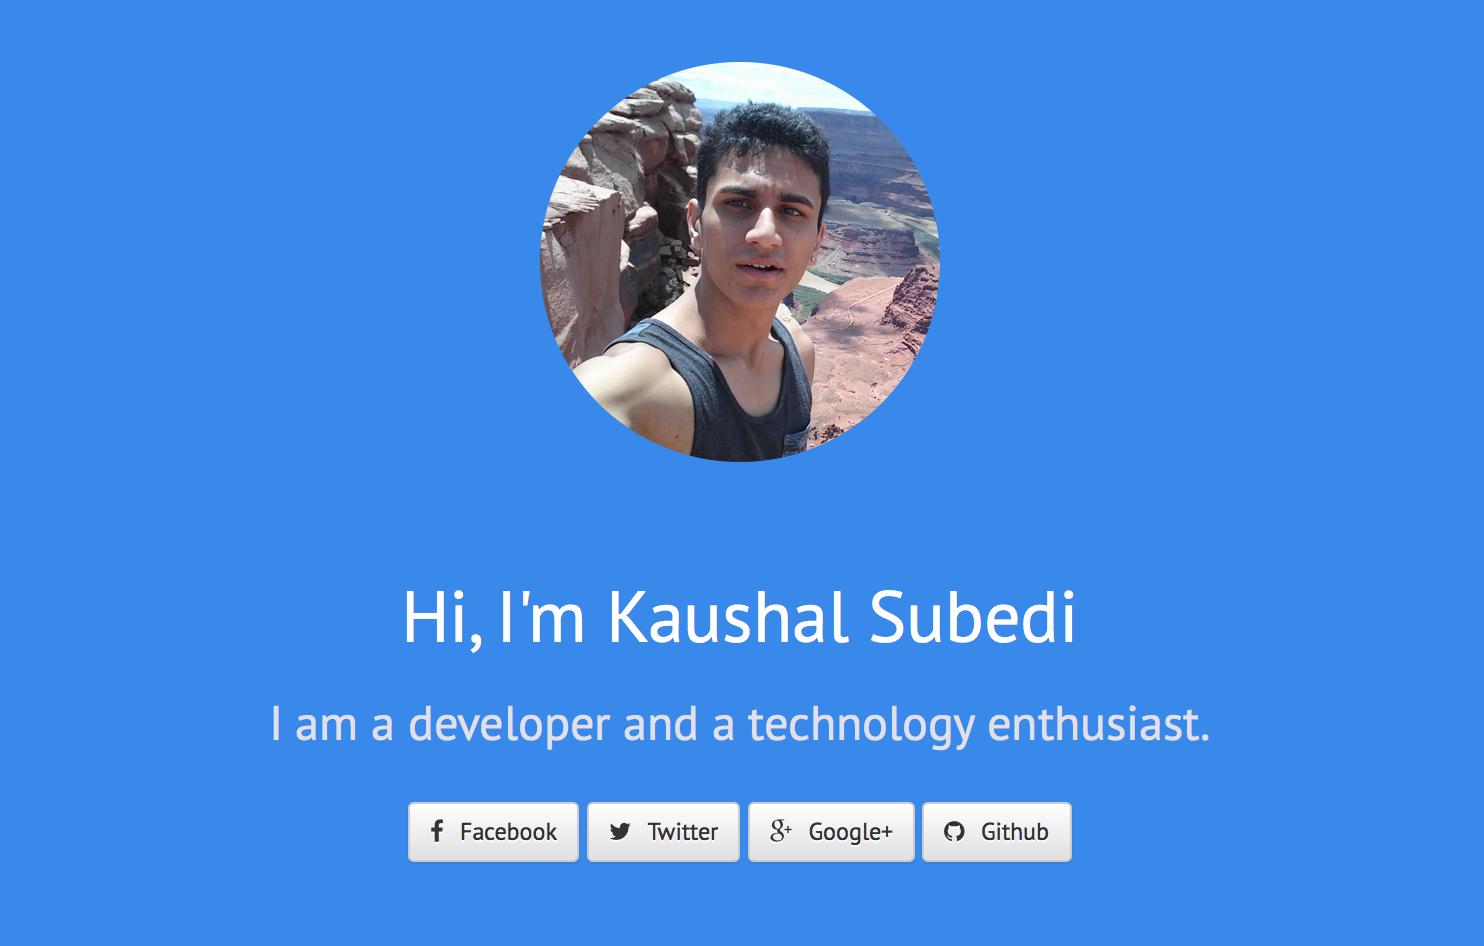 Hi, I'm Kaushal Subedi
I am a developer and a technology enthusiast.
Facebook Twitter Google+ Github